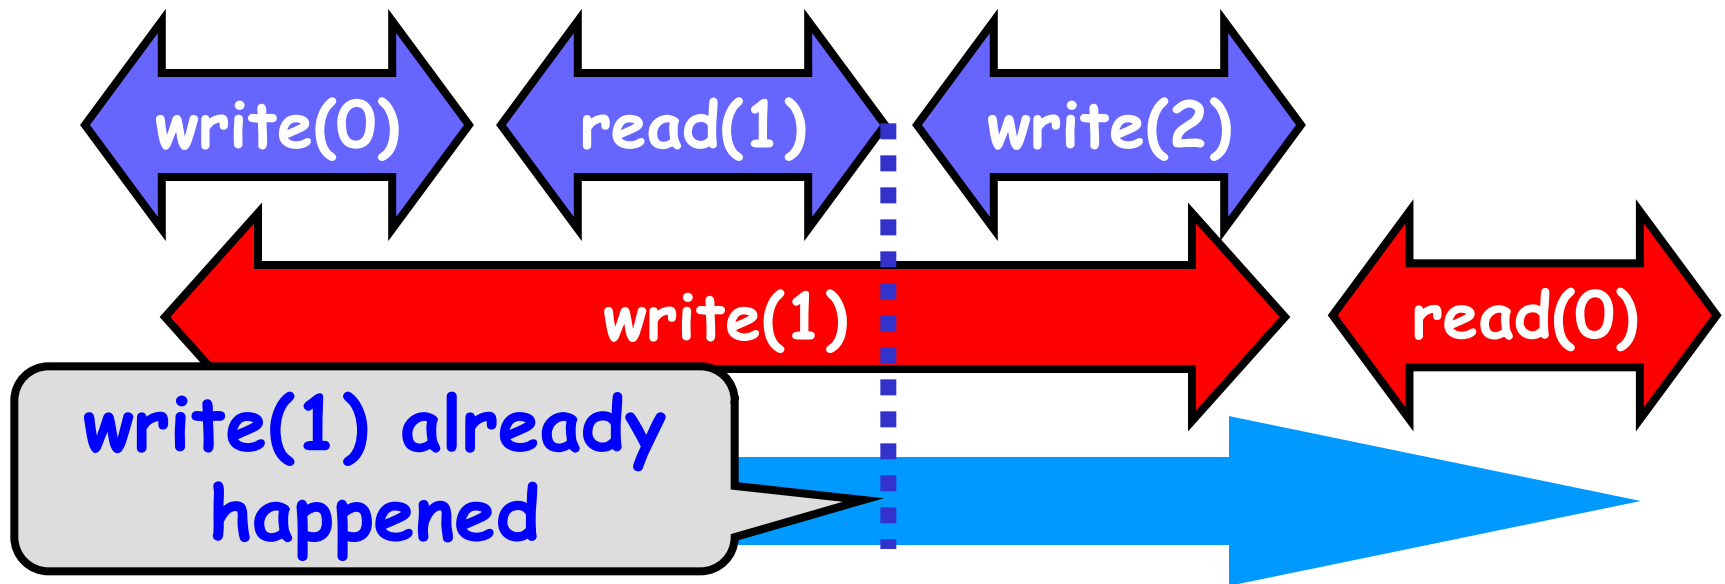 write(0) read(1) write(2)
write(1) read(0)
write(1) already
happened